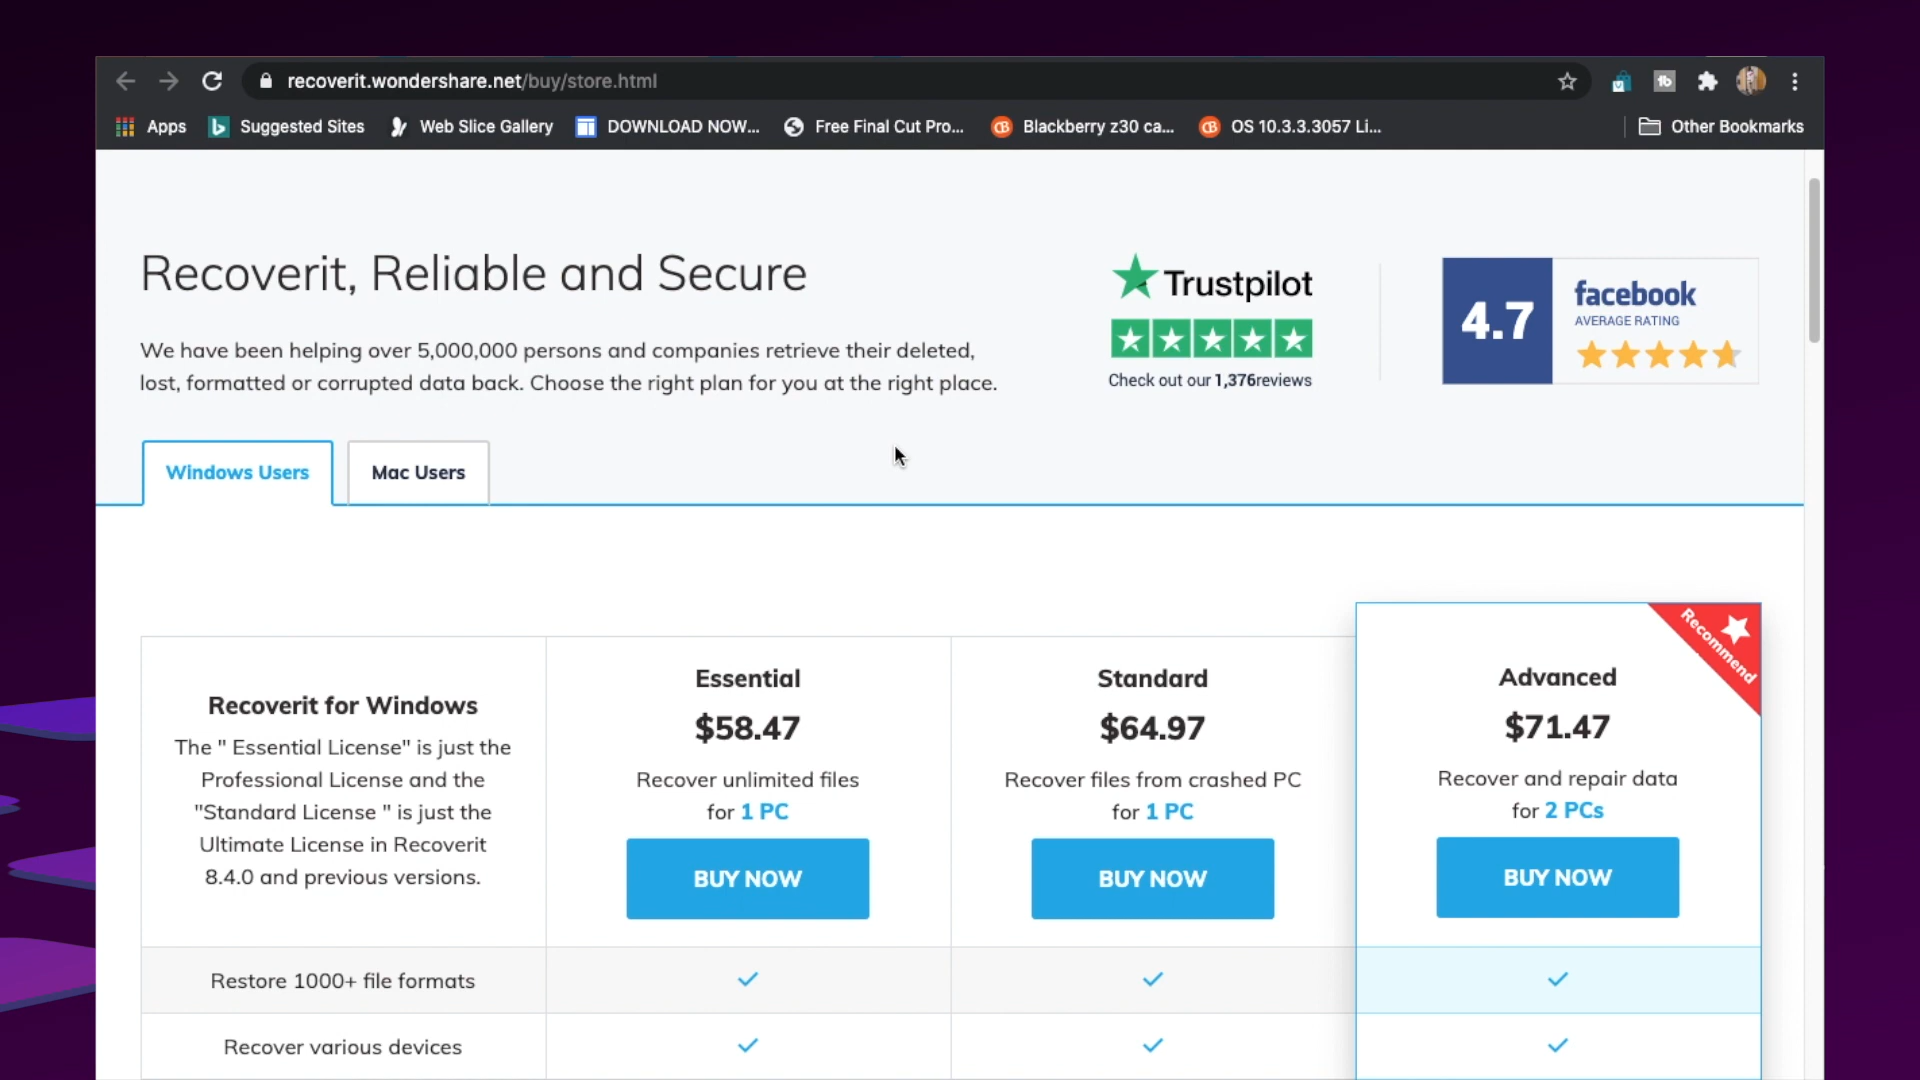 recoverit.wondershare.net/buy/store.html
Apps
Suggested Sites
Web Slice Gallery
DOWNLOAD NOW...
Free Final Cut Pro...
Blackberry z30 ca...
OS 10.3.3.3057 Li...
Other Bookmarks
Recoverit, Reliable and Secure
We have been helping over 5,000,000 persons and companies retrieve their deleted,
lost, formatted or corrupted data back. Choose the right plan for you at the right place.
Trustpilot
Check out our 1,376reviews
4.7
facebook
AVERAGE RATING
Windows Users
Mac Users
Recoverit for Windows
The " Essential License" is just the
Professional License and the
"Standard License " is just the
Ultimate License in Recoverit
8.4.0 and previous versions.
Essential
$58.47
Recover unlimited files
for 1 PC
BUY NOW
Standard
$64.97
Recover files from crashed PC
for 1 PC
BUY NOW
Recommend
Advanced
$71.47
Recover and repair data
for 2 PCs
BUY NOW
Restore 1000+ file formats
Recover various devices